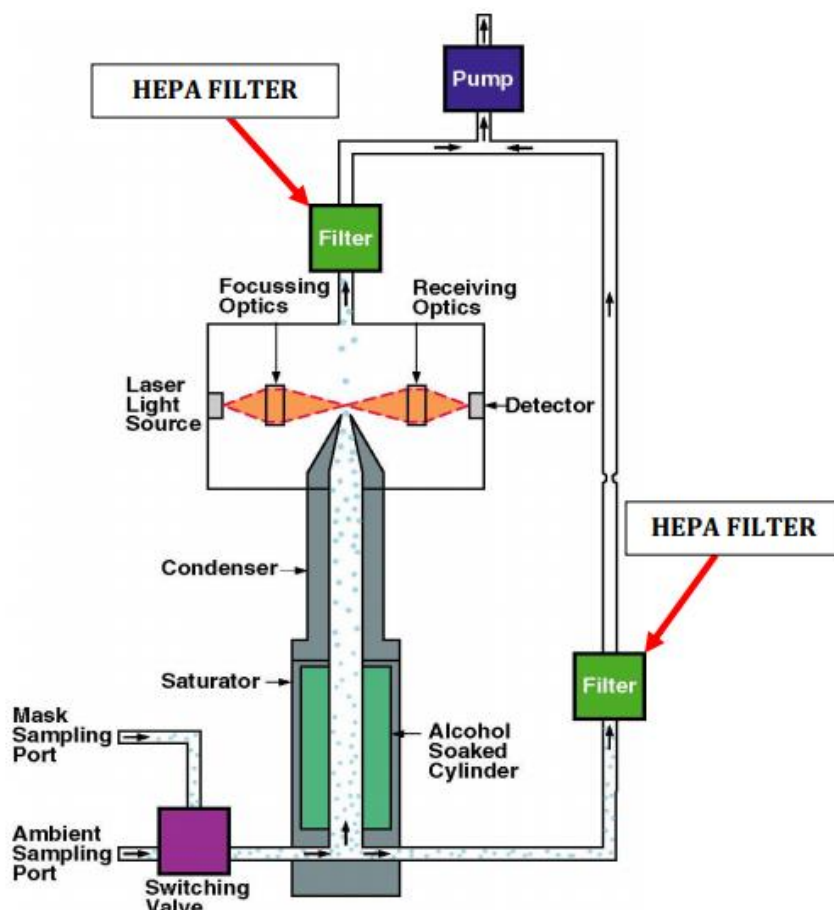 Pump
HEPA FILTER
Filter
Focussing
Optics
Receiving
Optics
Laser
Light
Source
Detector
HEPA FILTER
Condenser
Filter
Saturator
Mask
Sampling
Port
Alcohol
Soaked
Cylinder
Ambient
Sampling
Port
Switching
Valve